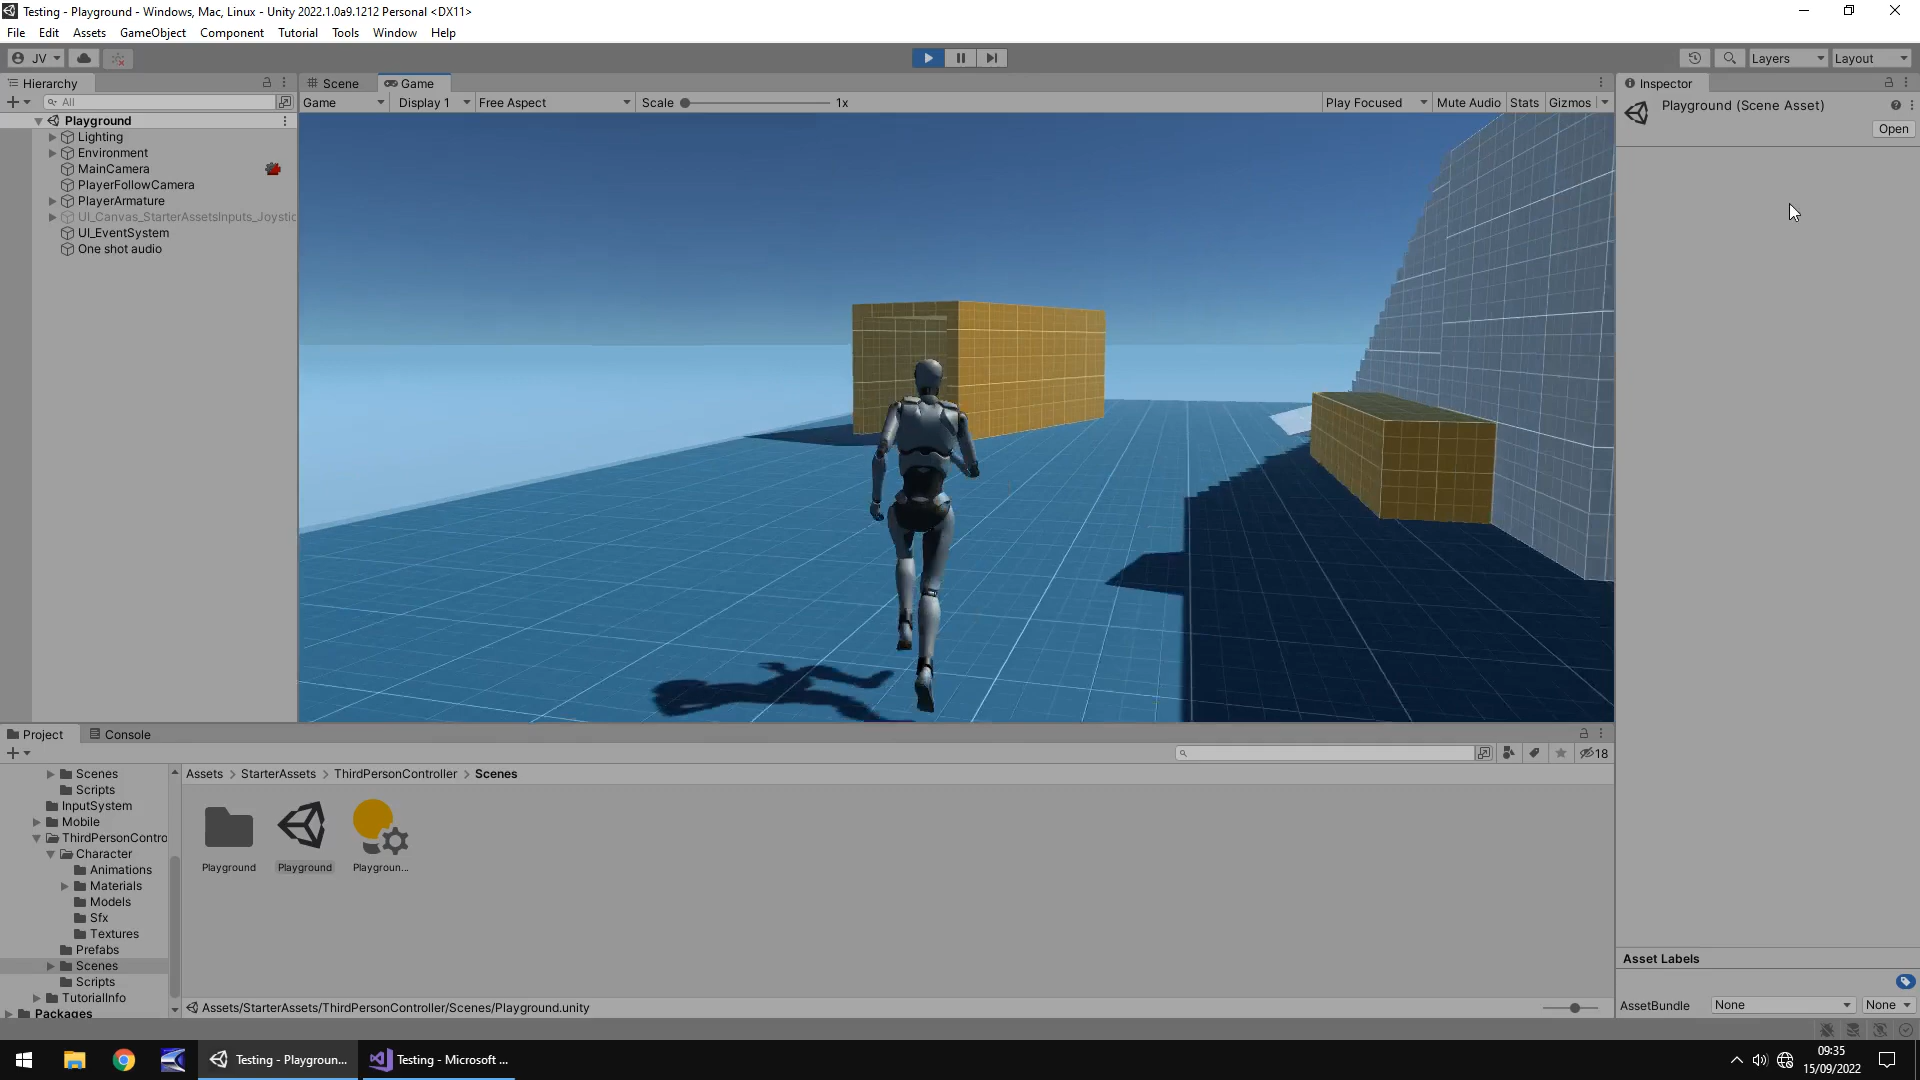 Testing - Playground - Windows, Mac, Linux - Unity 2022.1.0a9.1212 Personal <DX11>
File Edit Assets GameObject Component Tutorial Tools Window Help
JV Layers Layout
Hierarchy
All
Playground
Lighting
Environment
MainCamera
PlayerFollowCamera
PlayerArmature
UI_Canvas_StarterAssetsInputs_Joystic
UI_EventSystem
One shot audio
Scene Game
Game Display 1 Free Aspect Scale 1x Play Focused Mute Audio Stats Gizmos
Inspector
Playground (Scene Asset)
Open
Project Console
18
Scenes
Scripts
InputSystem
Mobile
ThirdPersonContro
Character
Animations
Materials
Models
Sfx
Textures
Prefabs
Scenes
Scripts
TutorialInfo
Packages
Assets > StarterAssets > ThirdPersonController > Scenes
Playground Playground Playgroun...
Assets/StarterAssets/ThirdPersonController/Scenes/Playground.unity
Asset Labels
AssetBundle None None
Testing - Playgroun... Testing - Microsoft ...
09:35
15/09/2022